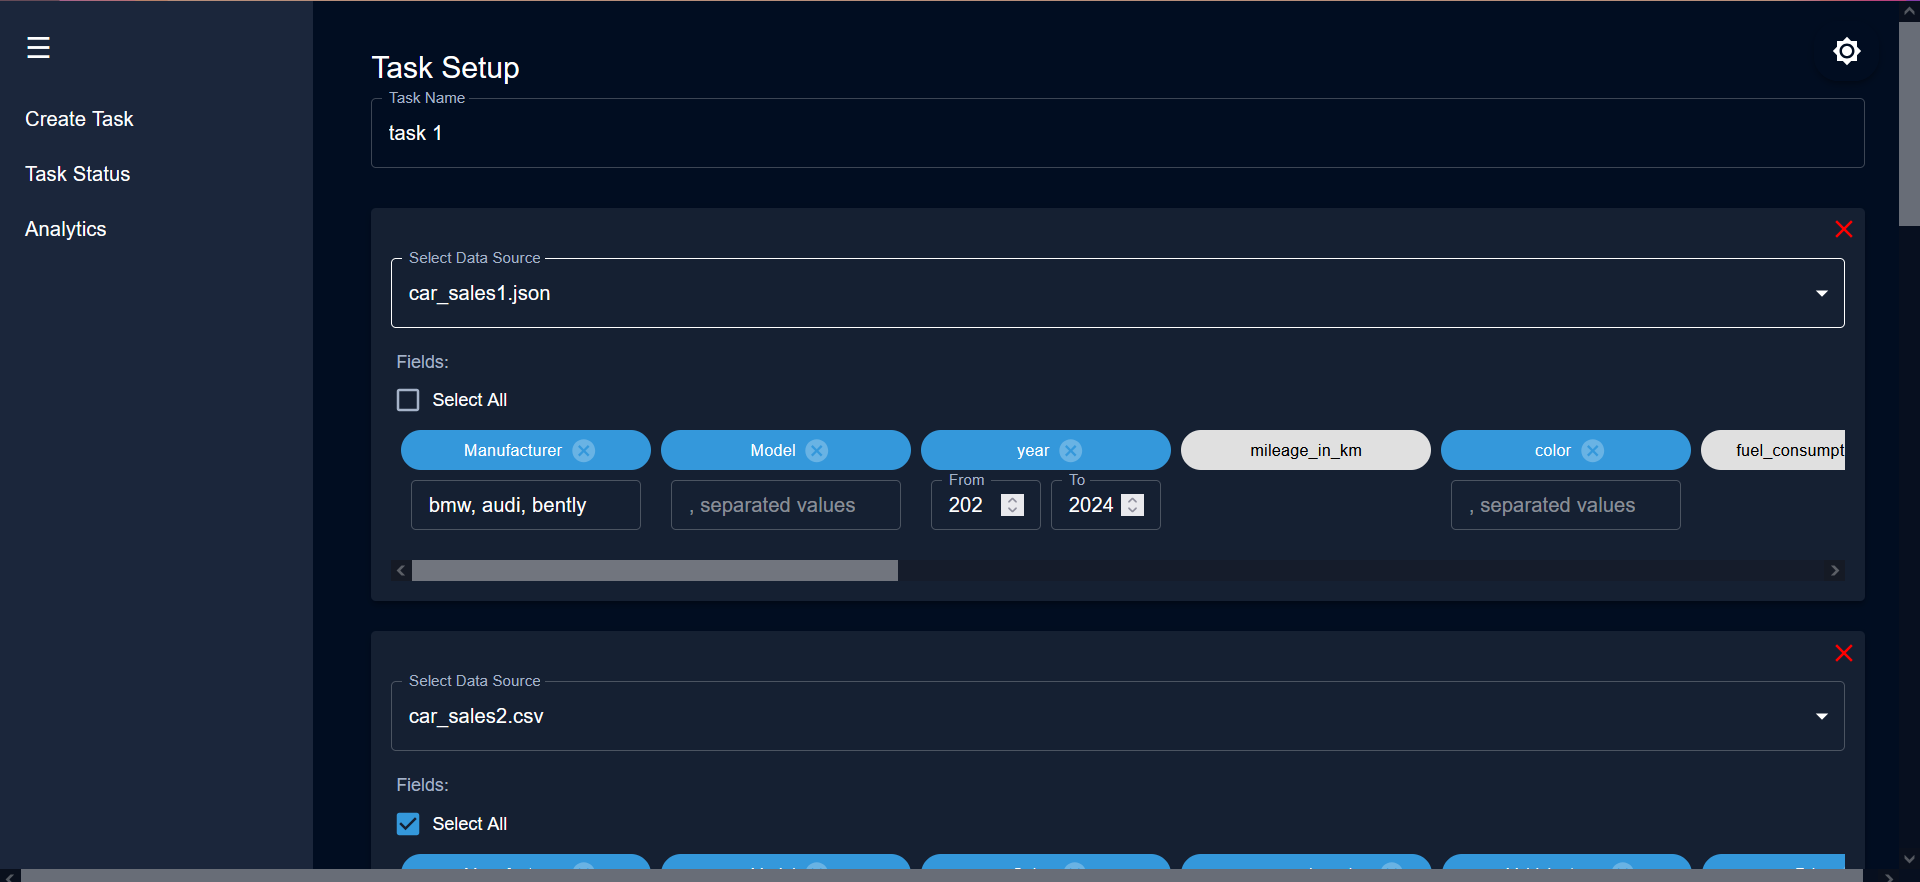 Create Task
Task Status
Analytics
Task Setup
Task Name
task 1
Select Data Source
car_sales1.json
Fields:
Select All
Manufacturer Model year mileage_in_km color fuel_consumpt
From To
bmw, audi, bently , separated values 202 2024 , separated values
Select Data Source
car_sales2.csv
Fields:
Select All